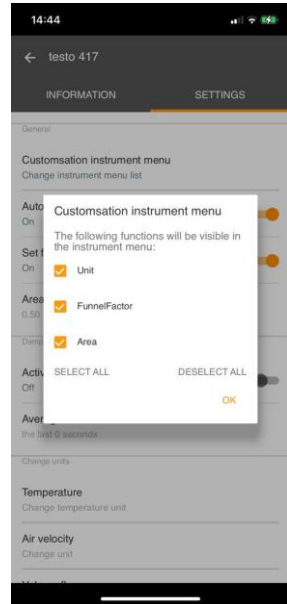 14:44
testo 417
INFORMATION
SETTINGS
General
Customsation instrument menu
Change instrument menu list
Auto
On
Customsation instrument menu
The following functions will be visible in
the instrument menu:
Set f
On
Unit
FunnelFactor
Area
0.50
Area
Damp
SELECT ALL
DESELECT ALL
Activ
Off
OK
Aver
the last 0 seconds
Change units
Temperature
Change temperature unit
Air velocity
Change unit